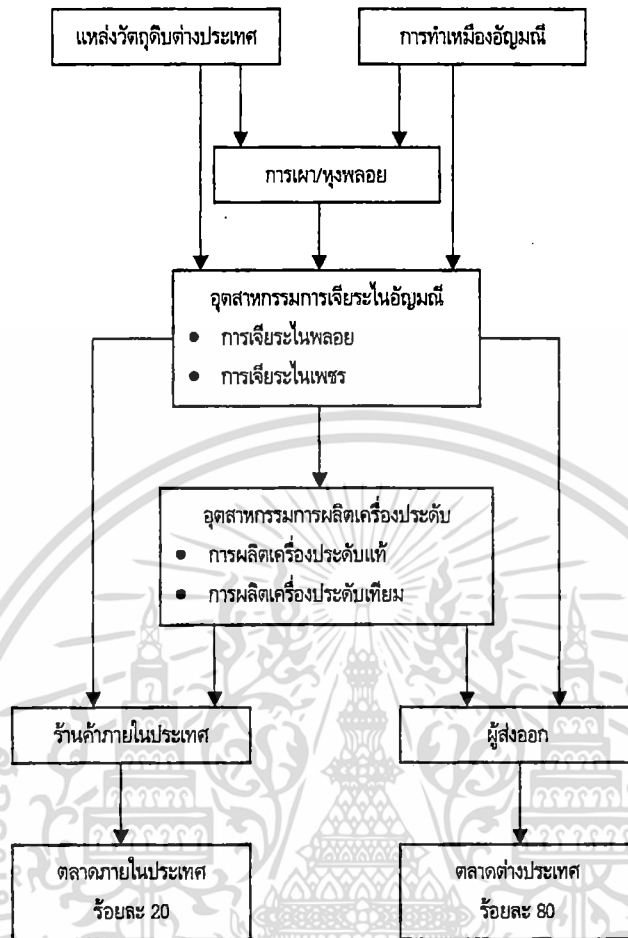 แหล่งวัตถุดิบต่างประเทศ
การทำเหมืองอัญมณี
การเผา/หุงพลอย
อุตสาหกรรมการเจียระไนอัญมณี
● การเจียระไนพลอย
● การเจียระไนเพชร
อุตสาหกรรมการผลิตเครื่องประดับ
● การผลิตเครื่องประดับแท้
● การผลิตเครื่องประดับเทียม
ร้านค้าภายในประเทศ
ผู้ส่งออก
ตลาดภายในประเทศ
ร้อยละ 20
ตลาดต่างประเทศ
ร้อยละ 80